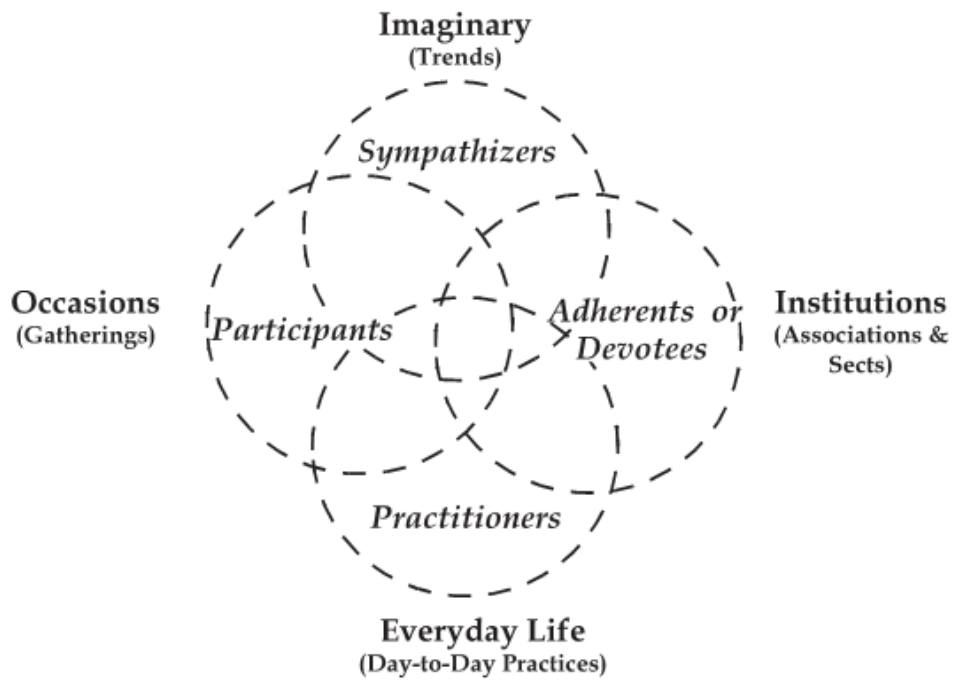 Imaginary
(Trends)
Sympathizers
Occasions
(Gatherings)
Participants
Adherents or
Devotees
Institutions
(Associations &
Sects)
Practitioners
Everyday Life
(Day-to-Day Practices)